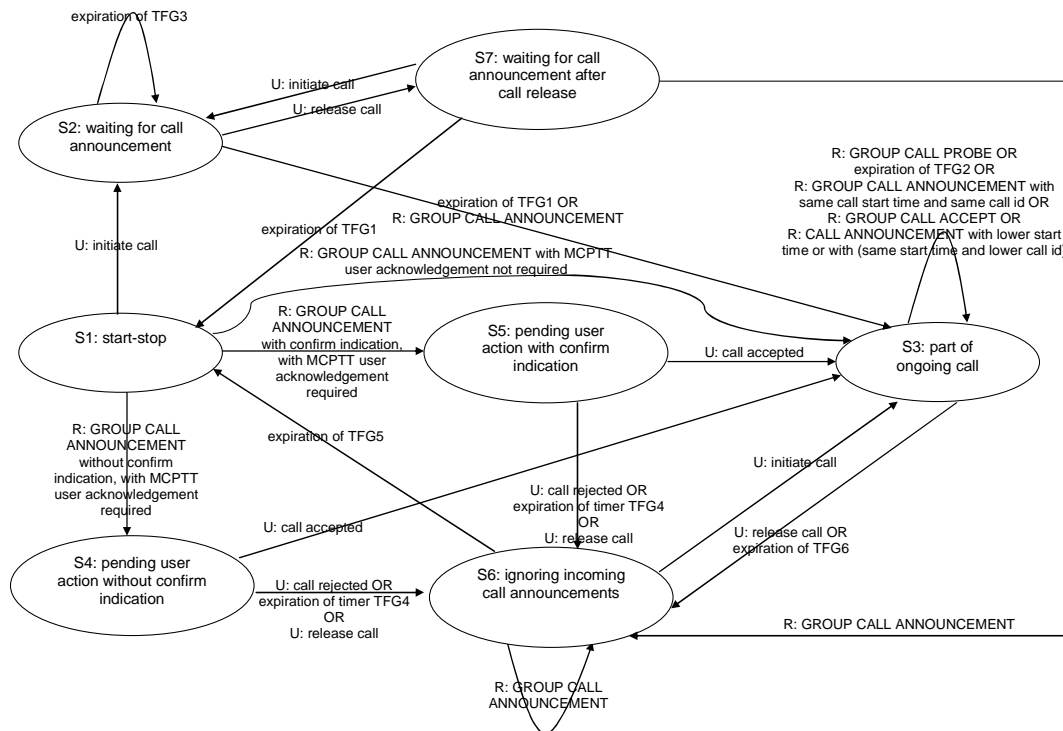 expiration of TFG3
S7: waiting for call
announcement after
call release
U: initiate call
U: release call
S2: waiting for call
announcement
R: GROUP CALL PROBE OR
expiration of TFG2 OR
R: GROUP CALL ANNOUNCEMENT with
same call start time and same call id OR
R: GROUP CALL ACCEPT OR
R: CALL ANNOUNCEMENT with lower start
time or with (same start time and lower call id)
expiration of TFG1 OR
R: GROUP CALL ANNOUNCEMENT
expiration of TFG1
U: initiate call
R: GROUP CALL ANNOUNCEMENT with MCPTT
user acknowledgement not required
S1: start-stop
R: GROUP CALL
ANNOUNCEMENT
with confirm indication,
with MCPTT user
acknowledgement
required
S5: pending user
action with confirm
indication
U: call accepted
S3: part of
ongoing call
R: GROUP CALL
ANNOUNCEMENT
without confirm
indication, with MCPTT
user acknowledgement
required
expiration of TFG5
U: initiate call
U: call rejected OR
expiration of timer TFG4
OR
U: release call
U: call accepted
U: release call OR
expiration of TFG6
S4: pending user
action without confirm
indication
U: call rejected OR
expiration of timer TFG4
OR
U: release call
S6: ignoring incoming
call announcements
R: GROUP CALL ANNOUNCEMENT
R: GROUP CALL
ANNOUNCEMENT